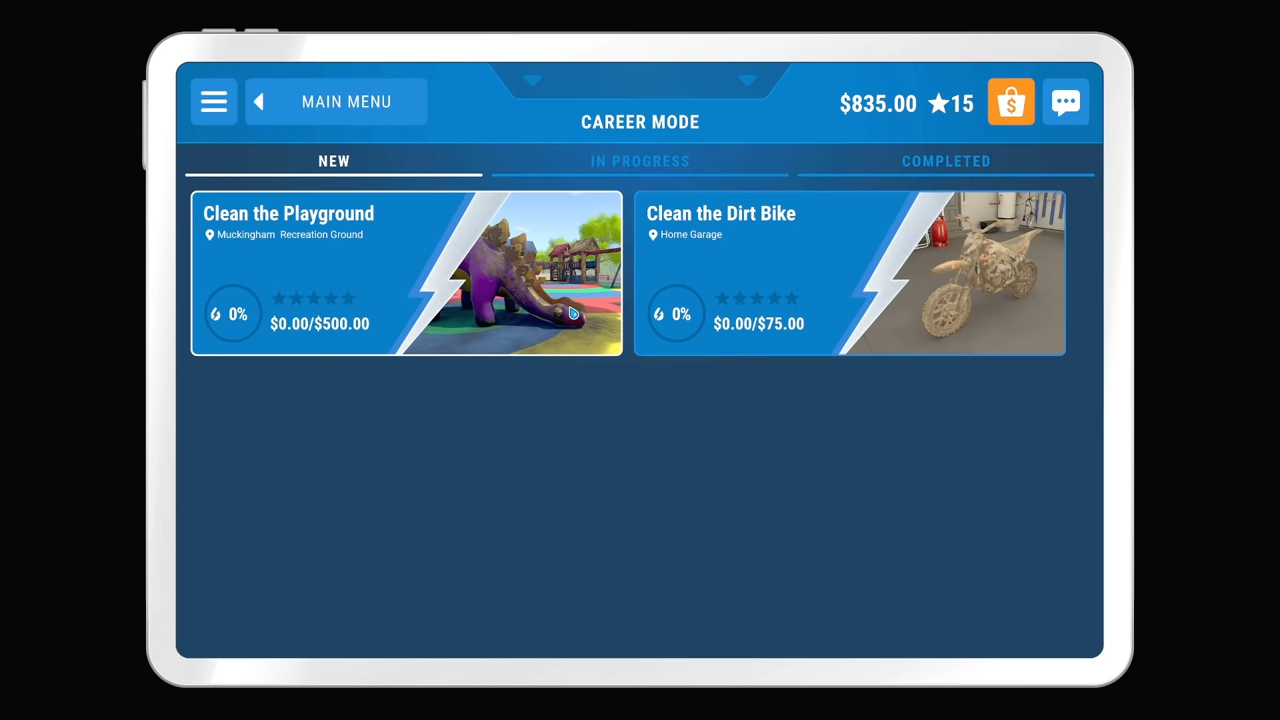 MAIN MENU
CAREER MODE
$835.00 ★15
$
NEW
IN PROGRESS
COMPLETED
Clean the Playground
Muckingham Recreation Ground
0%
$0.00/$500.00
Clean the Dirt Bike
Home Garage
0%
$0.00/$75.00